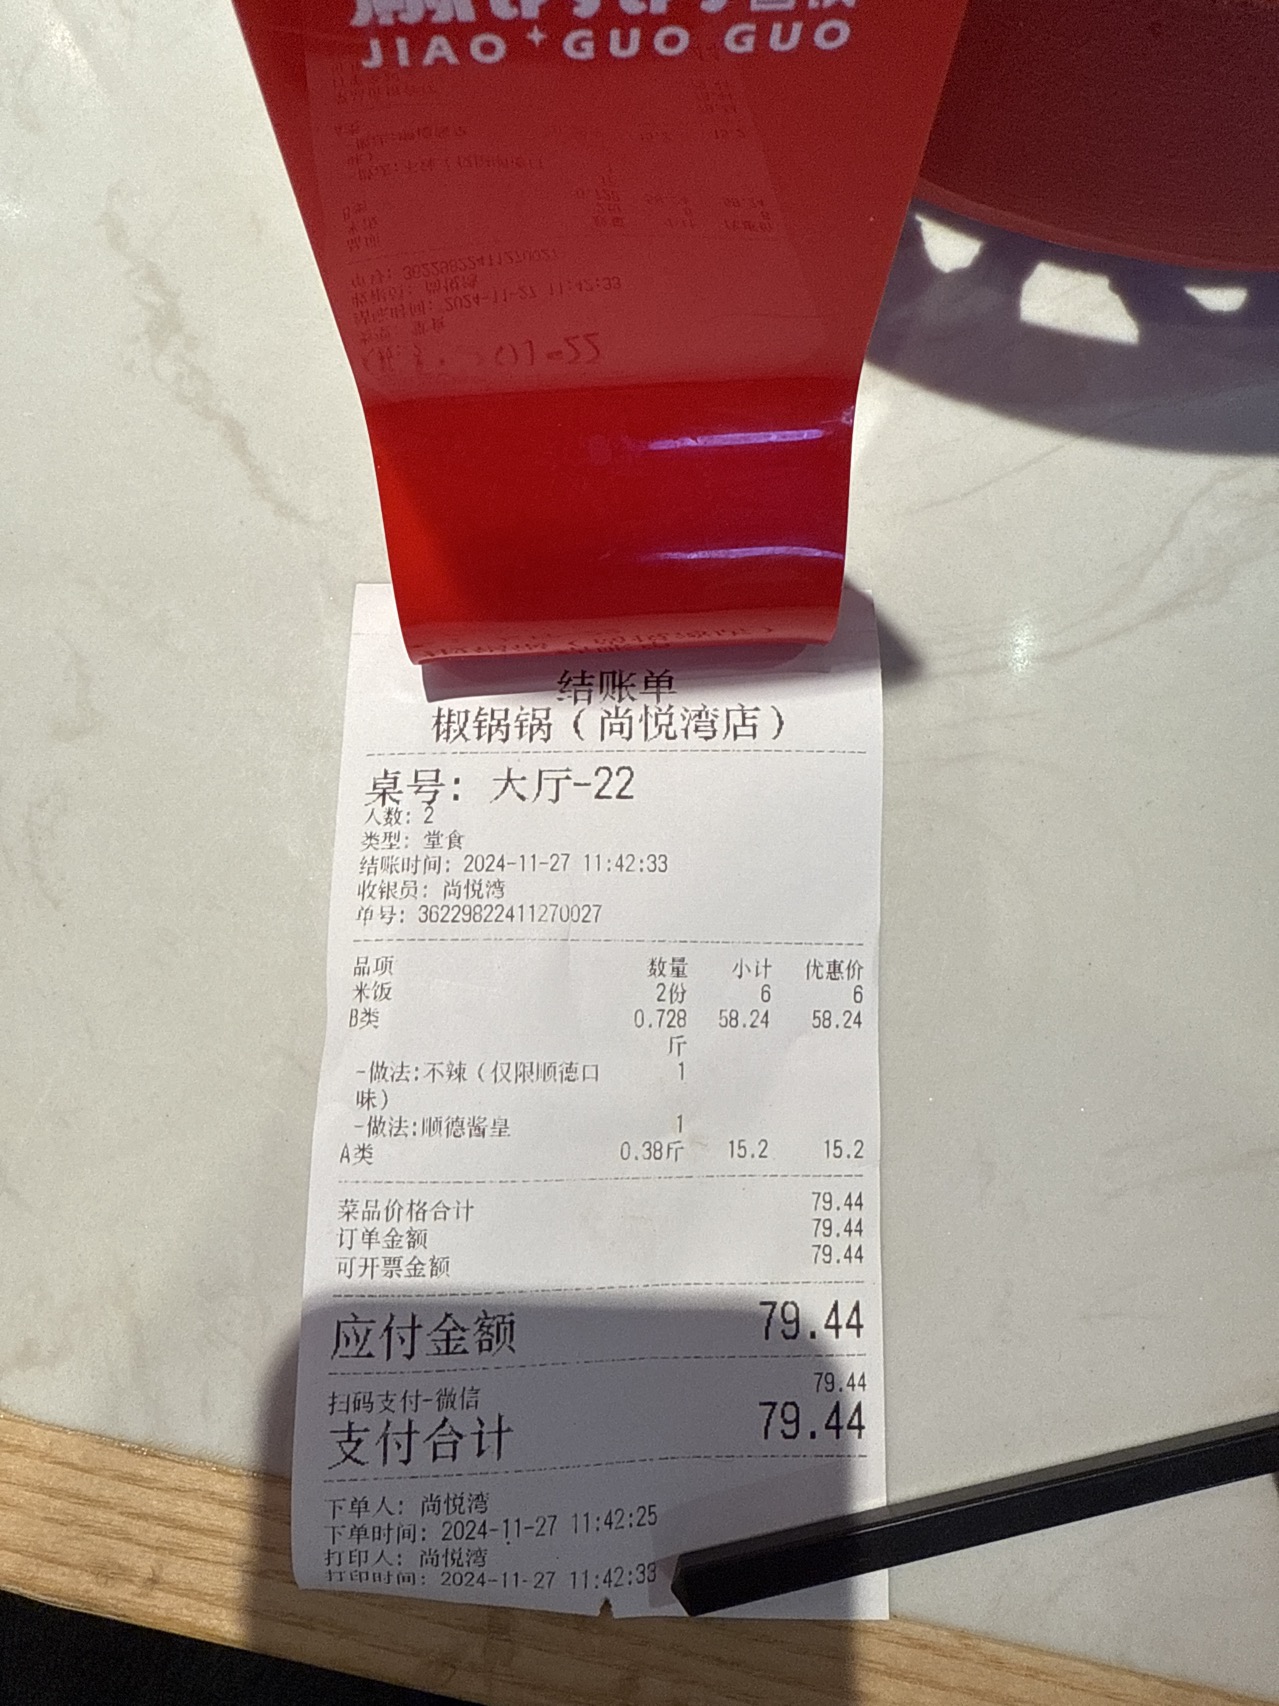 JIAO GUO GUO
结账单
椒锅锅（尚悦湾店）
桌号: 大厅-22
人数: 2
类型: 堂食
结账时间: 2024-11-27 11:42:33
收银员: 尚悦湾
单号: 36229822411270027
品项 数量 小计 优惠价
米饭 2份 6 6
B类 0.728 58.24 58.24
斤
-做法:不辣（仅限顺德口 1
味）
-做法:顺德酱皇 1
A类 0.38斤 15.2 15.2
菜品价格合计 79.44
订单金额 79.44
可开票金额 79.44
应付金额 79.44
扫码支付-微信 79.44
支付合计 79.44
下单人: 尚悦湾
下单时间: 2024-11-27 11:42:25
打印人: 尚悦湾
打印时间: 2024-11-27 11:42:33